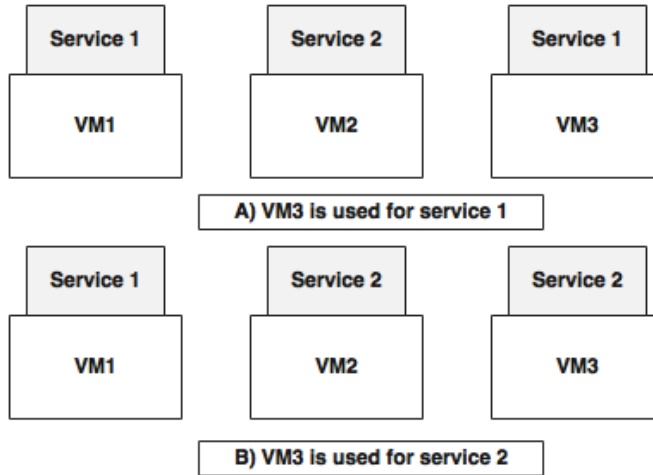 Service 1
Service 2
Service 1
VM1
VM2
VM3
A) VM3 is used for service 1
Service 1
Service 2
Service 2
VM1
VM2
VM3
B) VM3 is used for service 2